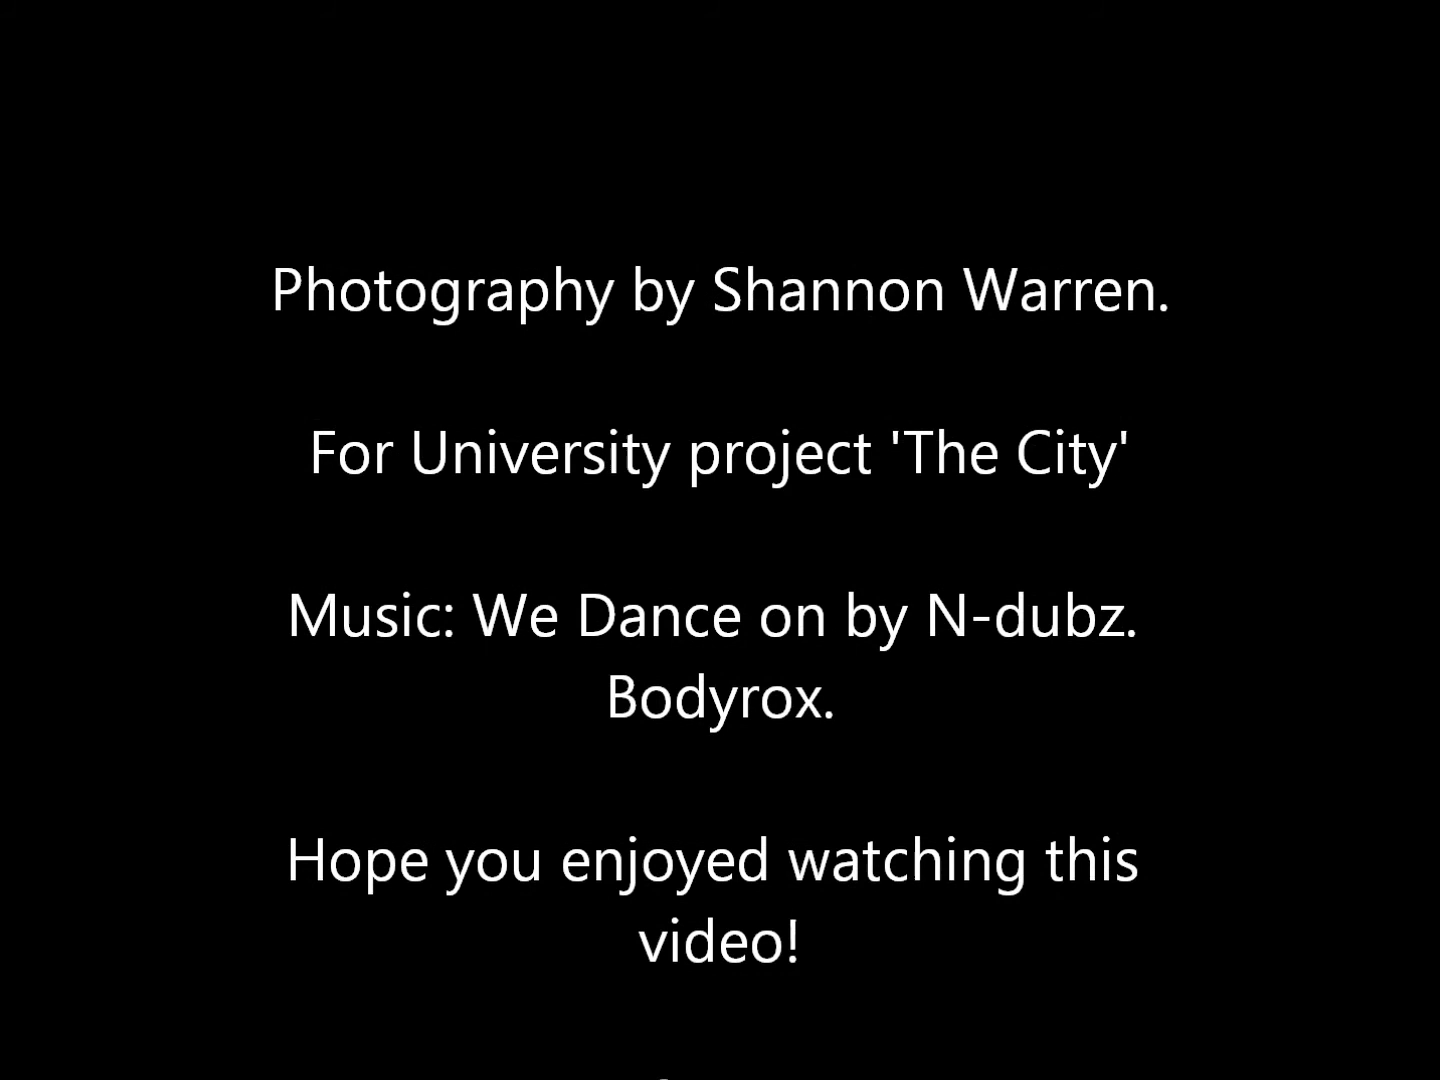 Photography by Shannon Warren.
For University project 'The City'
Music: We Dance on by N-dubz.
Bodyrox.
Hope you enjoyed watching this
video!